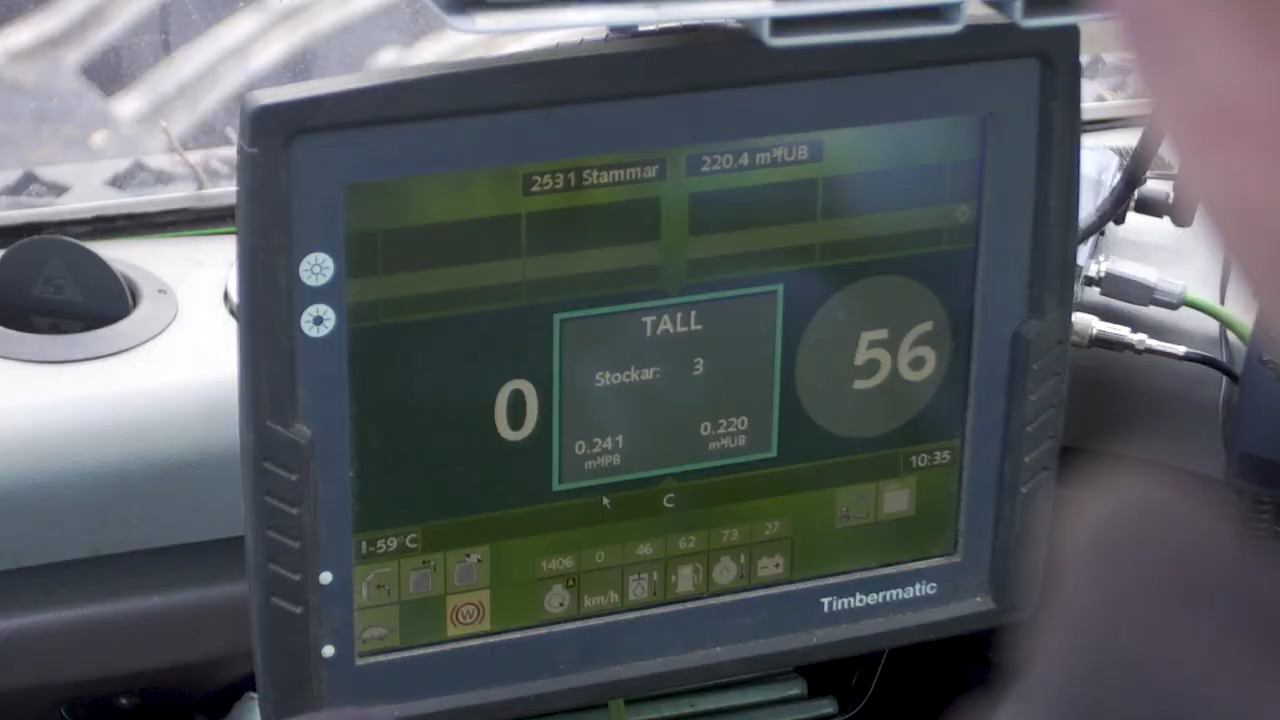 2531 Stammar
220.4 m³fUB
TALL
Stockar: 3
0
56
0.241
m³fPB
0.220
m³fUB
10:35
C
-59°C
1406 0 46 62 73 27
A
km/h
W
Timbermatic